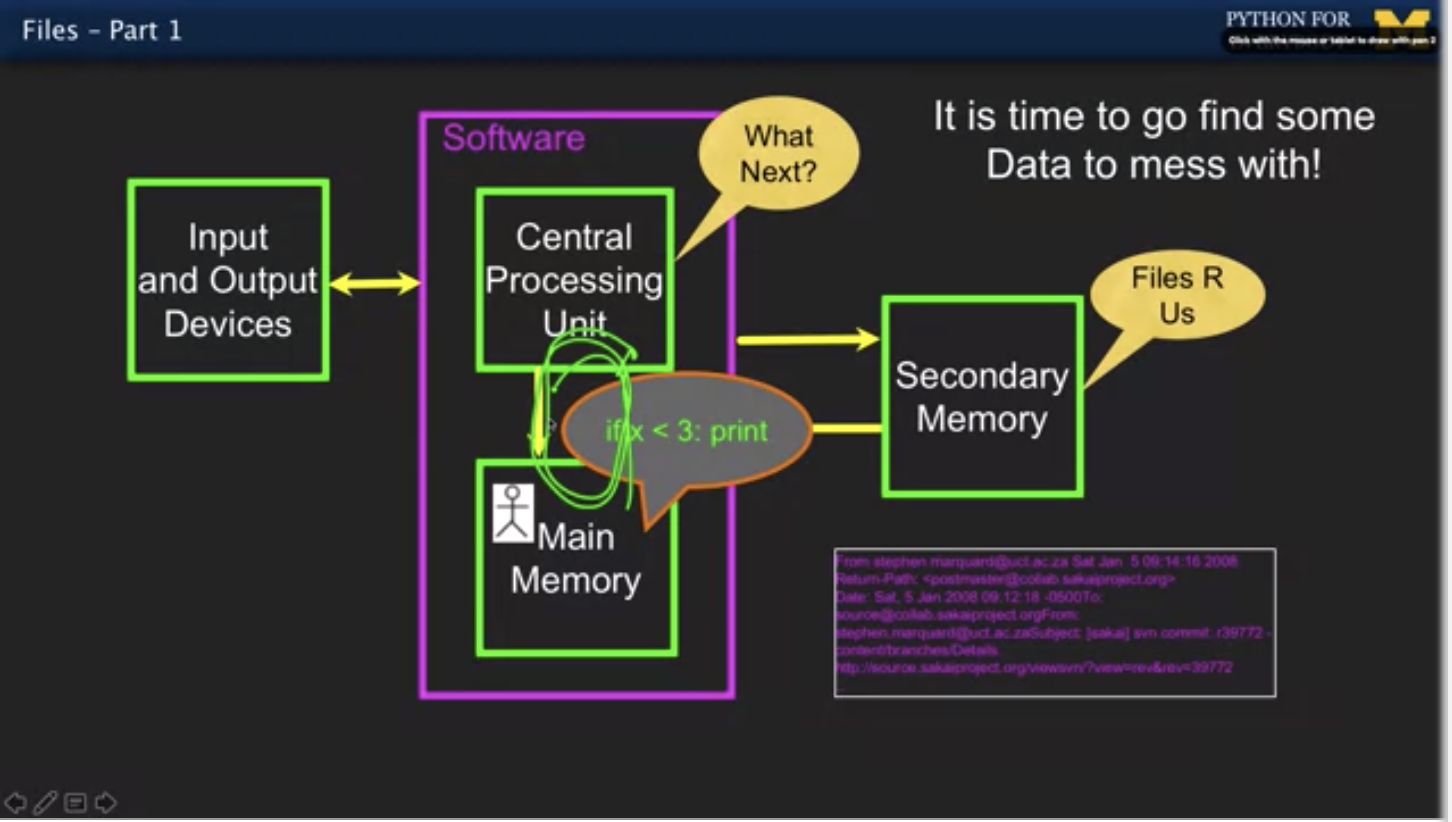 Files – Part 1
PYTHON FOR
Click with the mouse or tablet to draw with pen 2
It is time to go find some
Data to mess with!
Software
What
Next?
Input
and Output
Devices
Central
Processing
Unit
Files R
Us
Secondary
Memory
if x < 3: print
Main
Memory
From stephen.marquard@uct.ac.za Sat Jan  5 09:14:16 2008
Return-Path: <postmaster@collab.sakaiproject.org>
Date: Sat, 5 Jan 2008 09:12:18 -0500To:
source@collab.sakaiproject.orgFrom:
stephen.marquard@uct.ac.zaSubject: [sakai] svn commit: r39772 -
content/branches/Details
http://source.sakaiproject.org/viewsvn/?view=rev&rev=39772
...